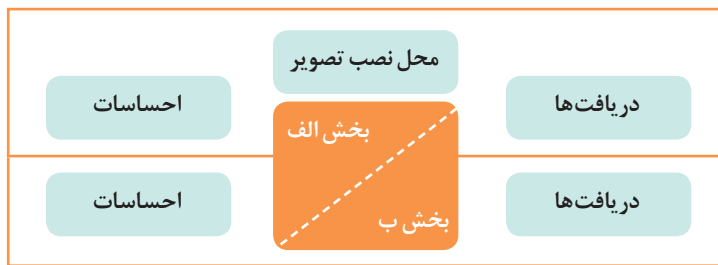 محل نصب تصویر
دریافت‌ها
احساسات
بخش الف
بخش ب
دریافت‌ها
احساسات